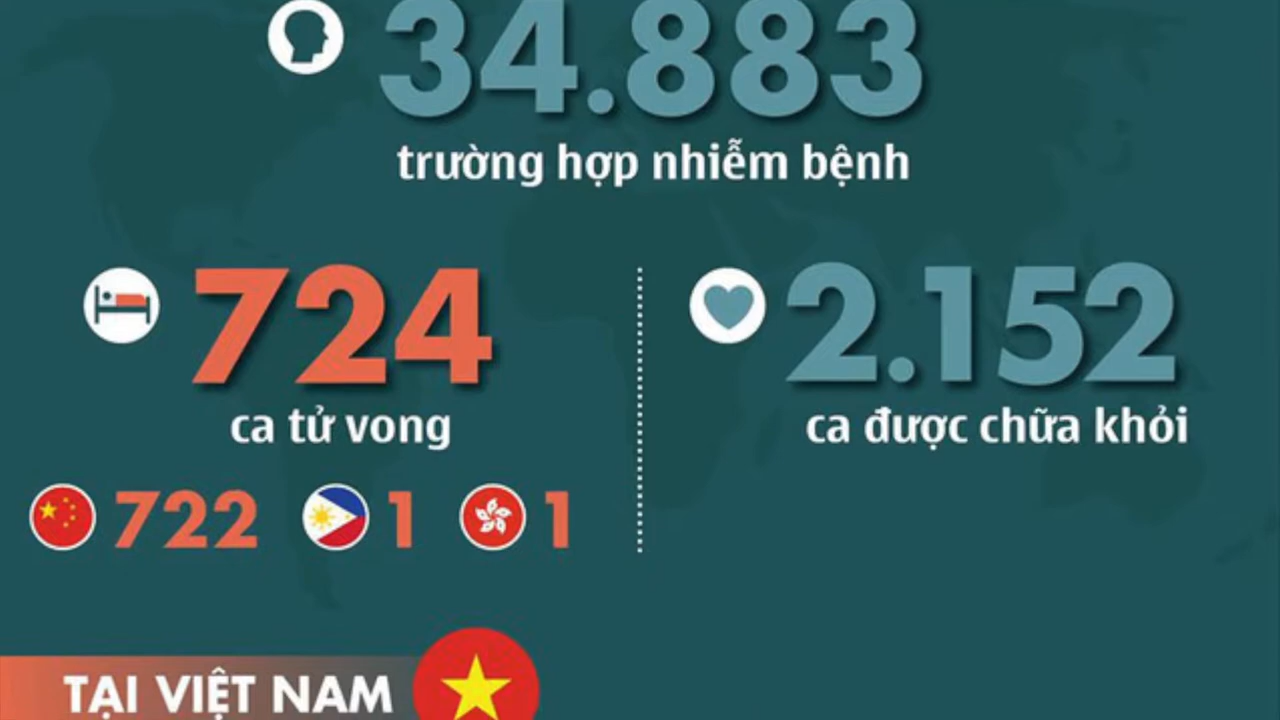 34.883
trường hợp nhiễm bệnh
724
ca tử vong
722 1 1
2.152
ca được chữa khỏi
TẠI VIỆT NAM